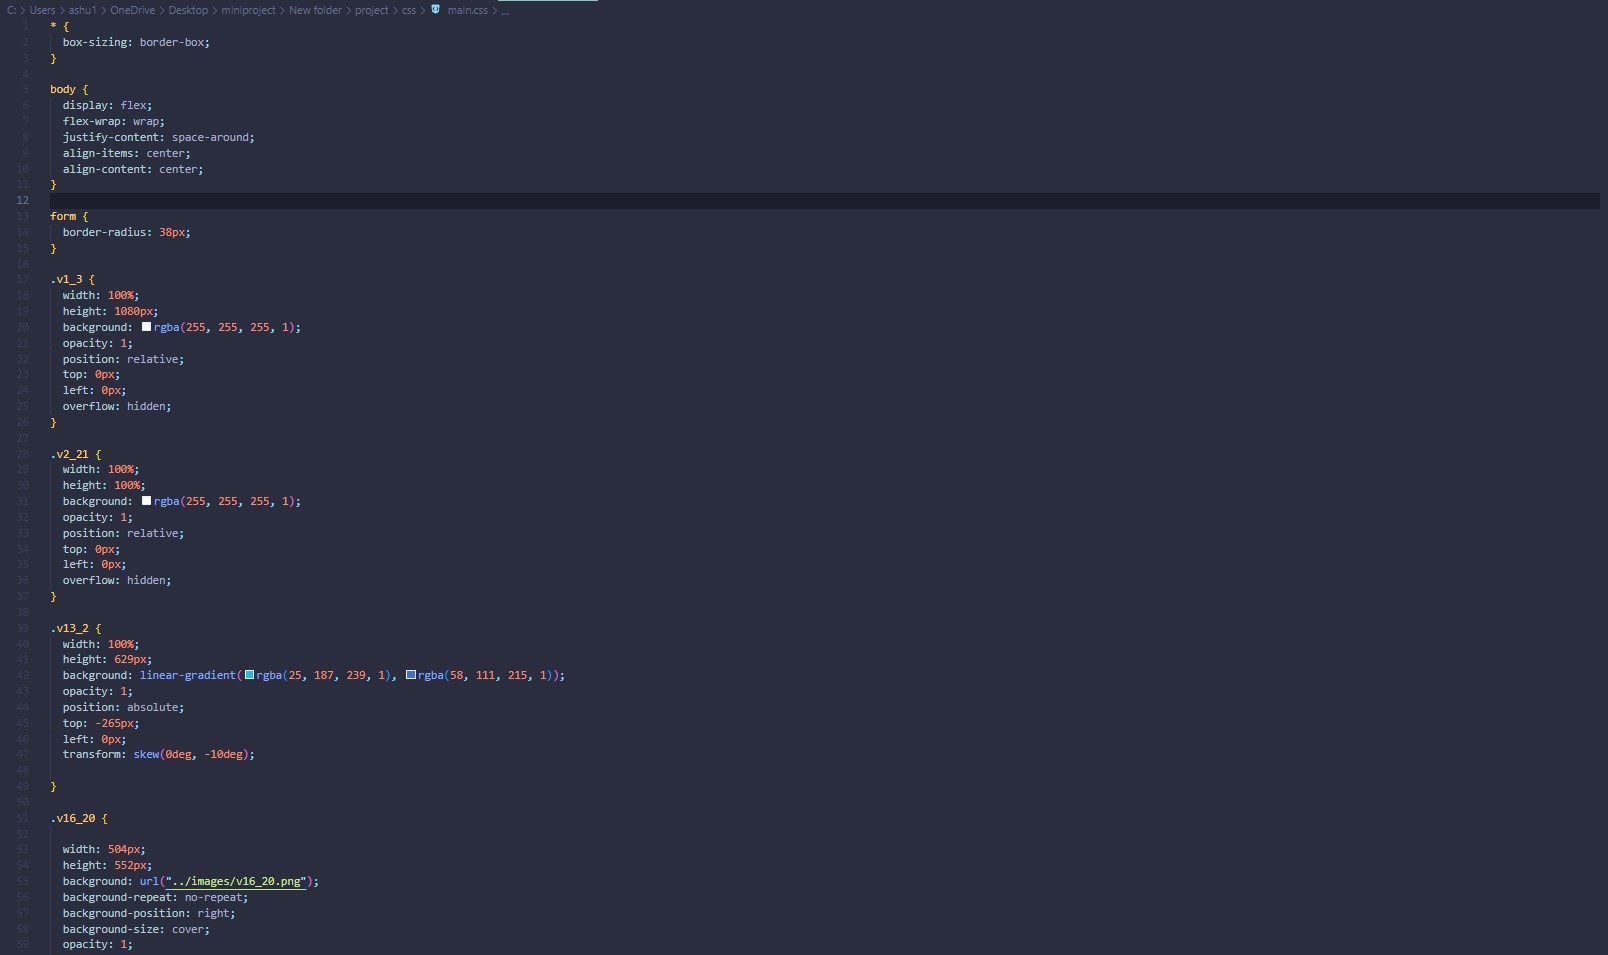 C: > Users > ashu1 > OneDrive > Desktop > miniproject > New folder > project > css > main.css > ...
1 * {
2 box-sizing: border-box;
3 }
4
5 body {
6 display: flex;
7 flex-wrap: wrap;
8 justify-content: space-around;
9 align-items: center;
10 align-content: center;
11 }
12
13 form {
14 border-radius: 38px;
15 }
16
17 .v1_3 {
18 width: 100%;
19 height: 1080px;
20 background: rgba(255, 255, 255, 1);
21 opacity: 1;
22 position: relative;
23 top: 0px;
24 left: 0px;
25 overflow: hidden;
26 }
27
28 .v2_21 {
29 width: 100%;
30 height: 100%;
31 background: rgba(255, 255, 255, 1);
32 opacity: 1;
33 position: relative;
34 top: 0px;
35 left: 0px;
36 overflow: hidden;
37 }
38
39 .v13_2 {
40 width: 100%;
41 height: 629px;
42 background: linear-gradient(rgba(25, 187, 239, 1), rgba(58, 111, 215, 1));
43 opacity: 1;
44 position: absolute;
45 top: -265px;
46 left: 0px;
47 transform: skew(0deg, -10deg);
48
49 }
50
51 .v16_20 {
52
53 width: 504px;
54 height: 552px;
55 background: url("../images/v16_20.png");
56 background-repeat: no-repeat;
57 background-position: right;
58 background-size: cover;
59 opacity: 1;